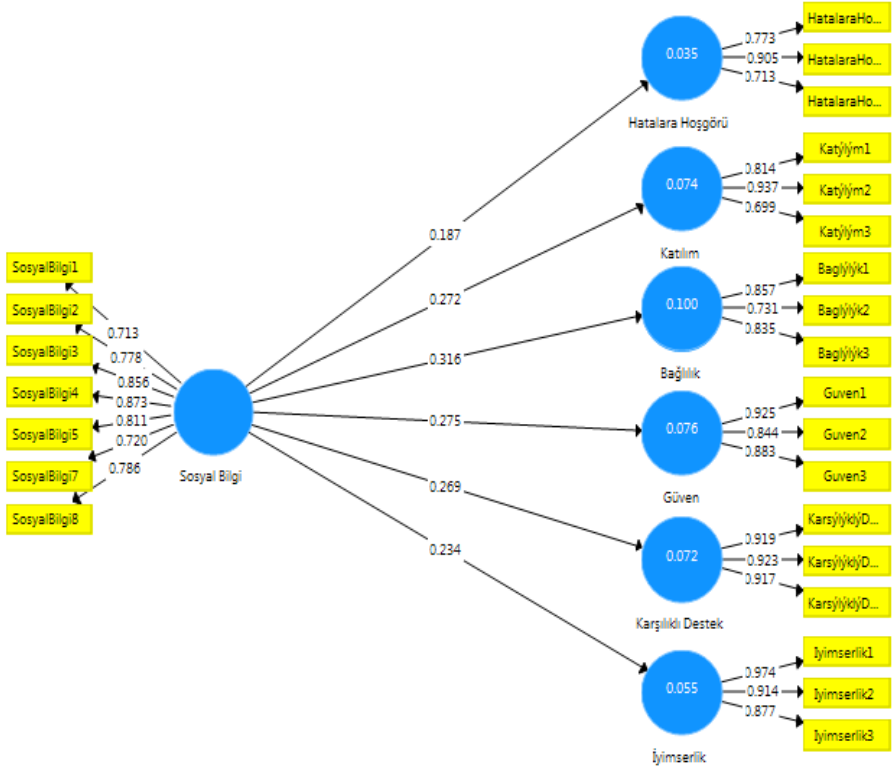 SosyalBilgi1
SosyalBilgi2
SosyalBilgi3
SosyalBilgi4
SosyalBilgi5
SosyalBilgi7
SosyalBilgi8
0.713
0.778
0.856
0.873
0.811
0.720
0.786
Sosyal Bilgi
0.187
0.272
0.316
0.275
0.269
0.234
0.035
Hatalara Hoşgörü
0.773
0.905
0.713
HatalaraHo...
HatalaraHo...
HatalaraHo...
0.074
Katılım
0.814
0.937
0.699
Katýlým1
Katýlým2
Katýlým3
0.100
Bağlılık
0.857
0.731
0.835
Baglýlýk1
Baglýlýk2
Baglýlýk3
0.076
Güven
0.925
0.844
0.883
Guven1
Guven2
Guven3
0.072
Karşılıklı Destek
0.919
0.923
0.917
KarsýlýklýD...
KarsýlýklýD...
KarsýlýklýD...
0.055
İyimserlik
0.974
0.914
0.877
Iyimserlik1
Iyimserlik2
Iyimserlik3